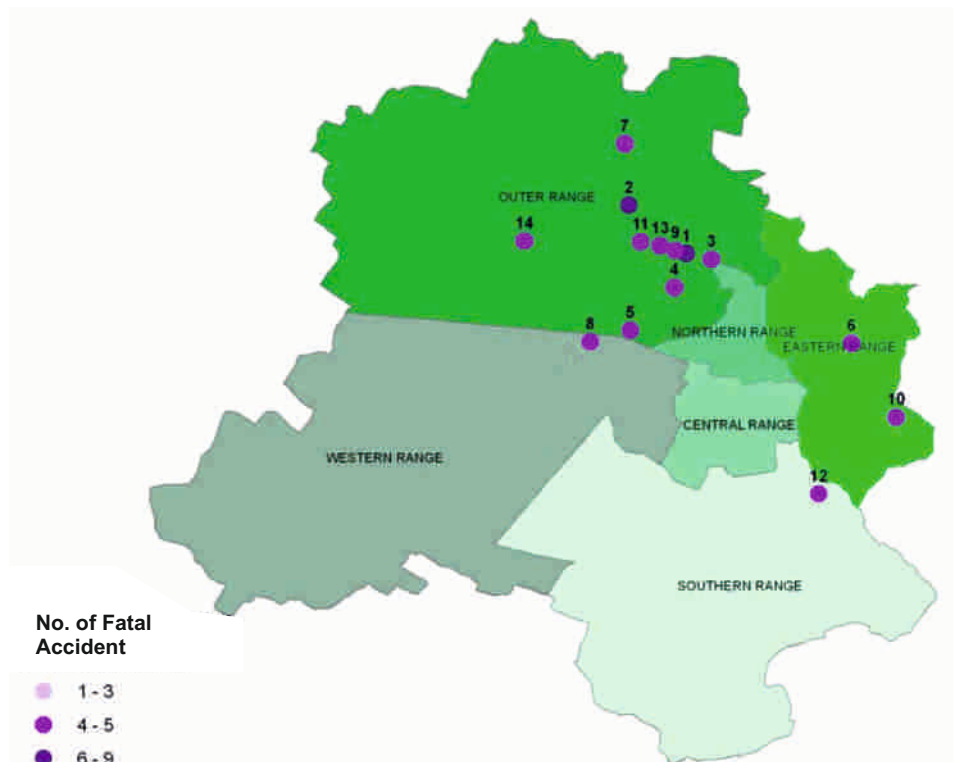 7
2
OUTER RANGE
14
11 13 9 1 3
4
5
8
NORTHERN RANGE
6
EASTERN RANGE
10
CENTRAL RANGE
WESTERN RANGE
12
SOUTHERN RANGE
No. of Fatal
Accident
1 - 3
4 - 5
6 - 9